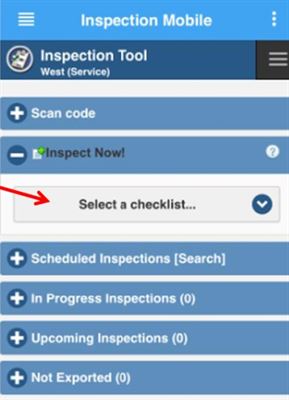 Inspection Mobile
Inspection Tool
West (Service)
Scan code
Inspect Now!
?
Select a checklist...
Scheduled Inspections [Search]
In Progress Inspections (0)
Upcoming Inspections (0)
Not Exported (0)